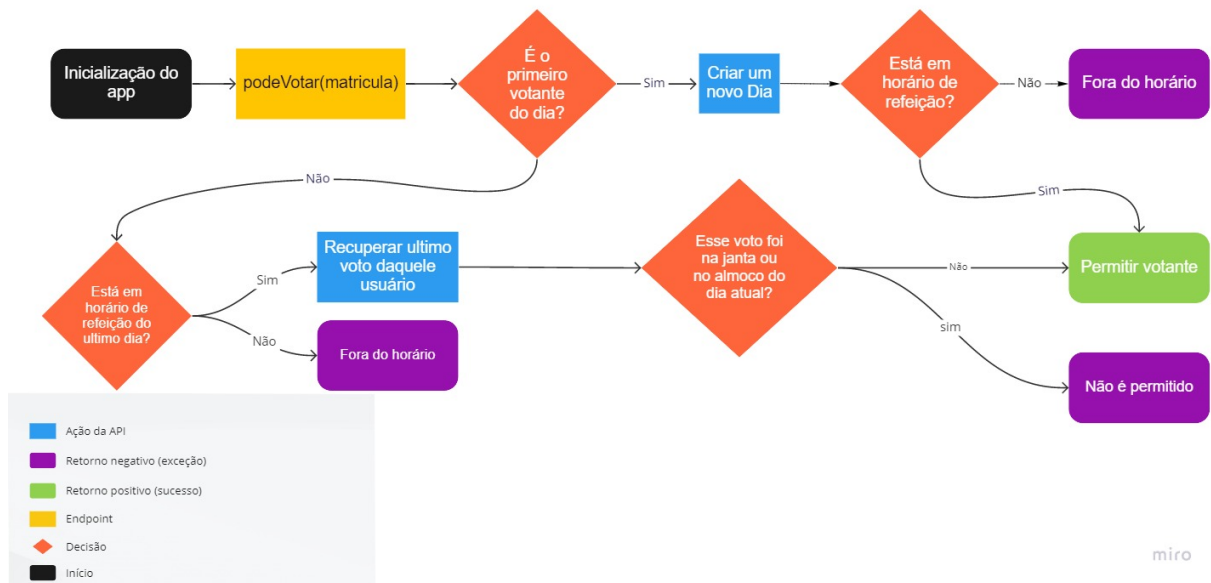 Inicialização do
app
podeVotar(matricula)
É o
primeiro
votante
do dia?
Sim
Criar um
novo Dia
Está em
horário de
refeição?
Não
Fora do horário
Não
Sim
Está em
horário de
refeição do
ultimo dia?
Sim
Não
Recuperar ultimo
voto daquele
usuário
Fora do horário
Esse voto foi
na janta ou
no almoco do
dia atual?
Não
sim
Permitir votante
Não é permitido
Ação da API
Retorno negativo (exceção)
Retorno positivo (sucesso)
Endpoint
Decisão
Início
miro